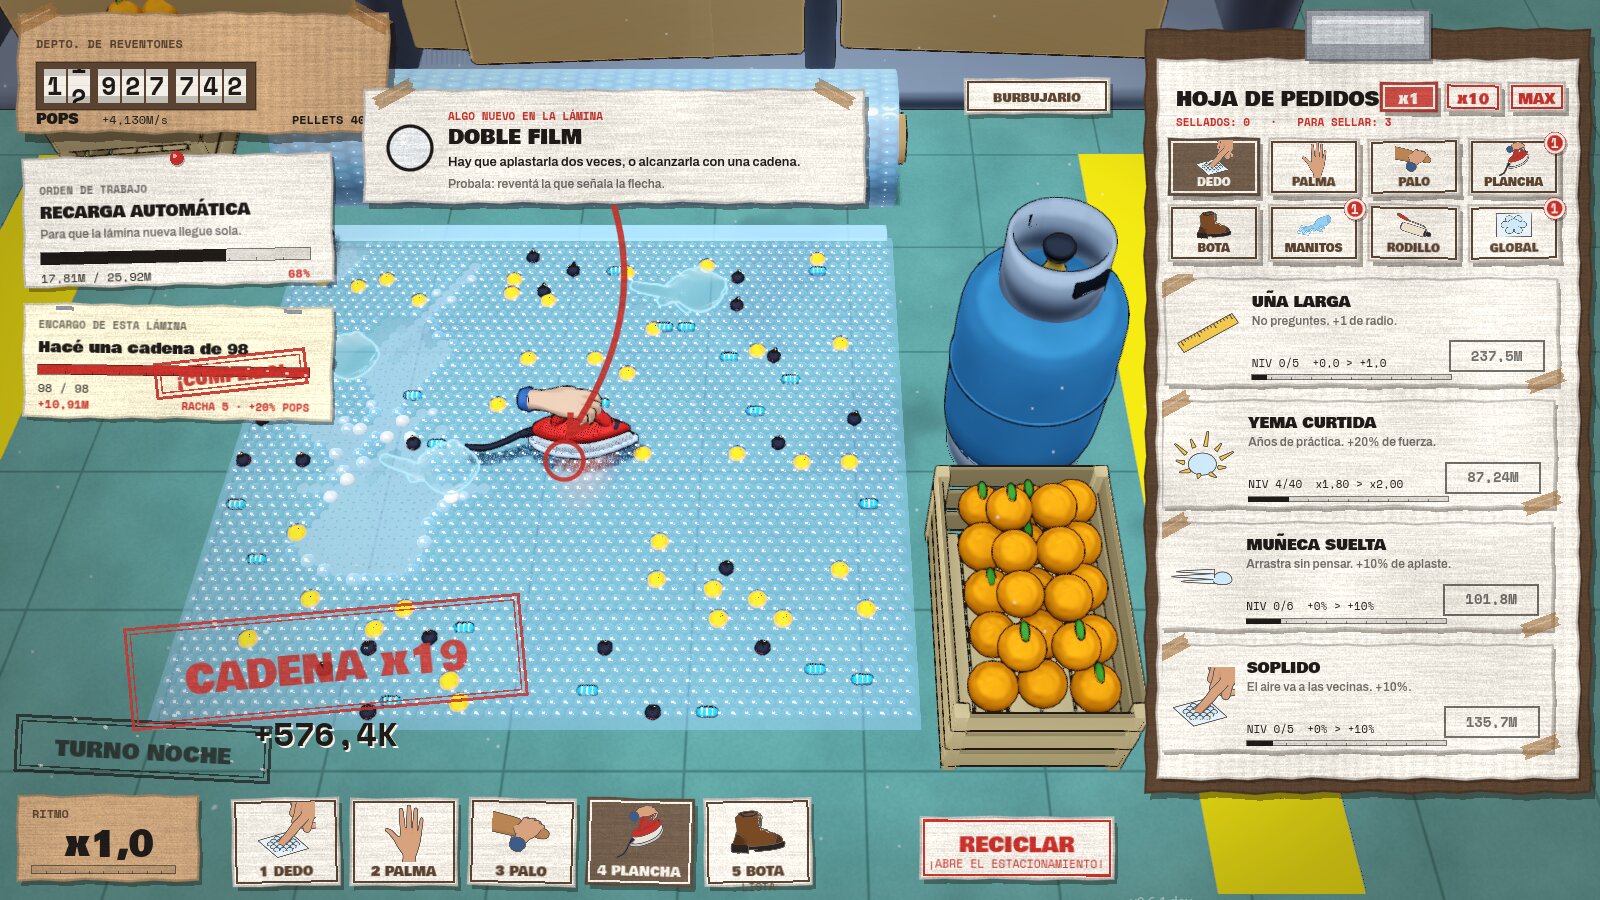 DEPTO. DE REVENTONES
927 742
POPS +4,130M/s PELLETS 40
ORDEN DE TRABAJO
RECARGA AUTOMÁTICA
Para que la lámina nueva llegue sola.
17,81M / 25,92M 68%
ENCARGO DE ESTA LÁMINA
Hacé una cadena de 98
98 / 98
+10,91M RACHA 5 · +20% POPS
ALGO NUEVO EN LA LÁMINA
DOBLE FILM
Hay que aplastarla dos veces, o alcanzarla con una cadena.
Probala: reventá la que señala la flecha.
BURBUJARIO
CADENA x19
+576,4K
TURNO NOCHE
RITMO
x1,0
1 DEDO
2 PALMA
3 PALO
4 PLANCHA
5 BOTA
LISTA
RECICLAR
¡ABRE EL ESTACIONAMIENTO!
HOJA DE PEDIDOS x1 x10 MAX
SELLADOS: 0 · PARA SELLAR: 3
DEDO
PALMA
PALO
PLANCHA 1
BOTA
MANITOS 1
RODILLO
GLOBAL 1
UÑA LARGA
No preguntes. +1 de radio.
NIV 0/5 +0,0 > +1,0 237,5M
YEMA CURTIDA
Años de práctica. +20% de fuerza.
NIV 4/40 x1,80 > x2,00 87,24M
MUÑECA SUELTA
Arrastra sin pensar. +10% de aplaste.
NIV 0/6 +0% > +10% 101,8M
SOPLIDO
El aire va a las vecinas. +10%.
NIV 0/5 +0% > +10% 135,7M